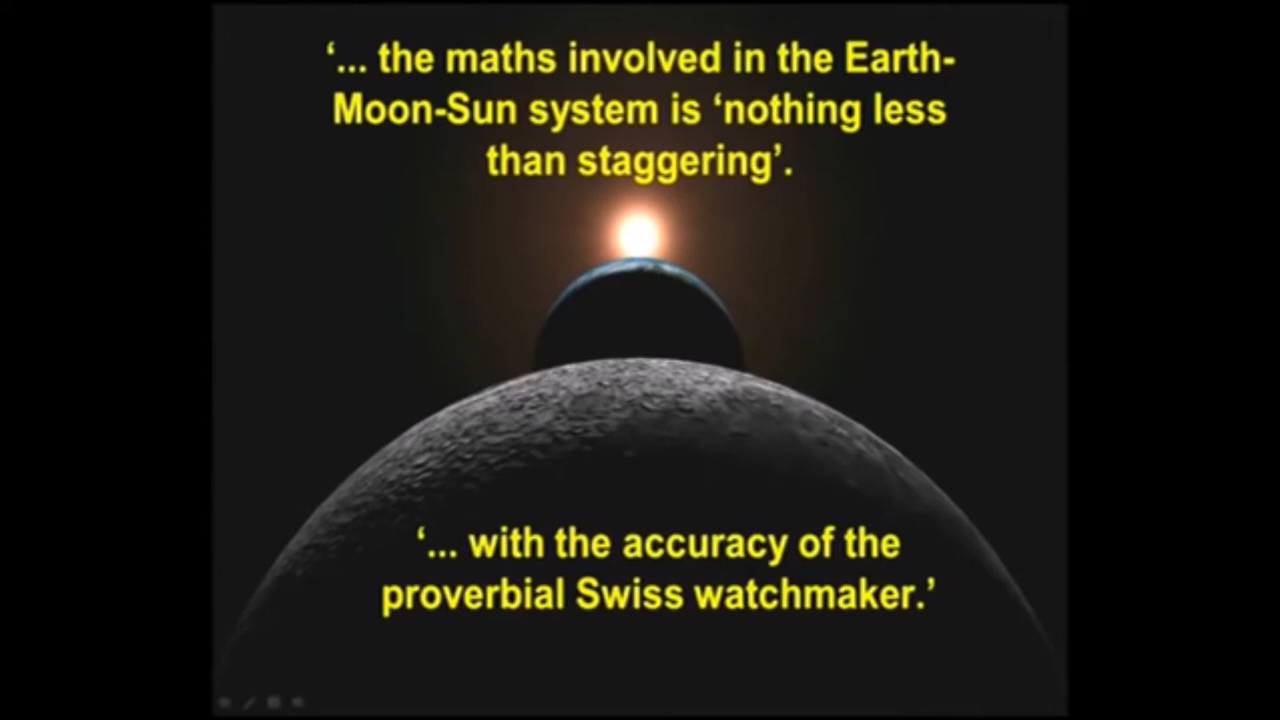 ‘... the maths involved in the Earth-
Moon-Sun system is ‘nothing less
than staggering’.
‘... with the accuracy of the
proverbial Swiss watchmaker.’